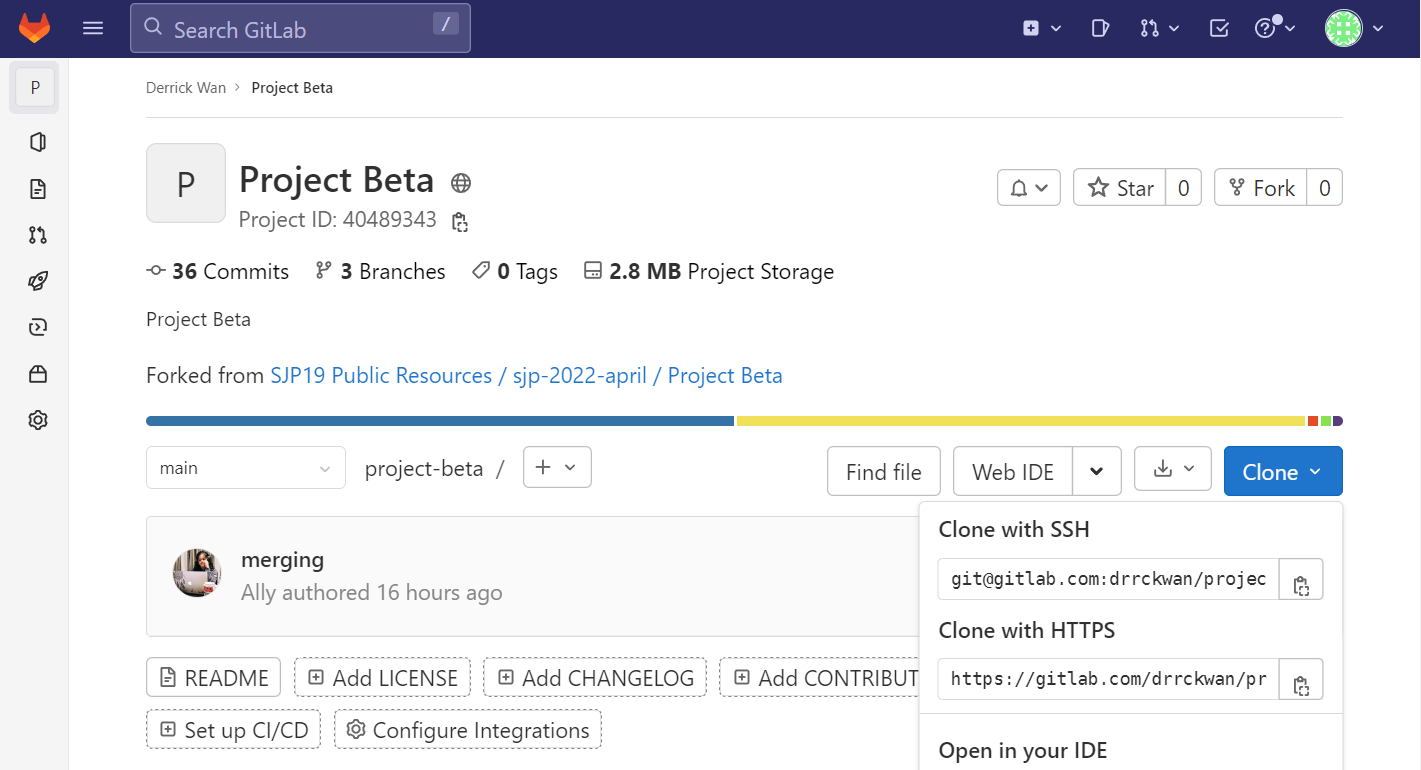 Search GitLab /
P
Derrick Wan › Project Beta
P
Project Beta
Project ID: 40489343
Star 0 Fork 0
36 Commits 3 Branches 0 Tags 2.8 MB Project Storage
Project Beta
Forked from SJP19 Public Resources / sjp-2022-april / Project Beta
main project-beta / + Find file Web IDE Clone
merging
Ally authored 16 hours ago
Clone with SSH
git@gitlab.com:drrckwan/projec
Clone with HTTPS
https://gitlab.com/drrckwan/pr
README Add LICENSE Add CHANGELOG Add CONTRIBUT
Set up CI/CD Configure Integrations
Open in your IDE